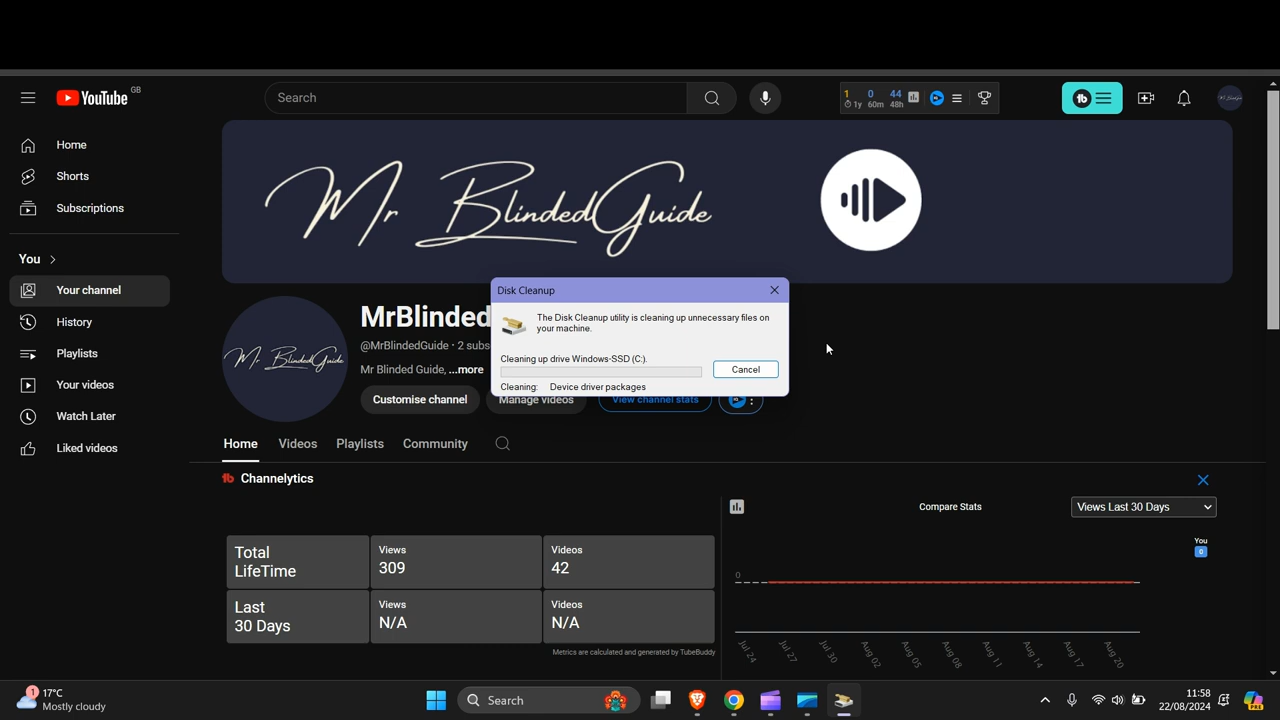 YouTube GB
Search
1 0 44
1y 60m 48h
tb
Home
Shorts
Subscriptions
You
Your channel
History
Playlists
Your videos
Watch Later
Liked videos
Mr BlindedGuide
Mr. BlindedGuide
MrBlinded
@MrBlindedGuide · 2 subs
Mr Blinded Guide, ...more
Customise channel
Manage videos
View channel stats
Disk Cleanup
The Disk Cleanup utility is cleaning up unnecessary files on
your machine.
Cleaning up drive Windows-SSD (C:).
Cancel
Cleaning: Device driver packages
Home Videos Playlists Community
tb Channelytics
Compare Stats
Views Last 30 Days
You
0
Total
LifeTime
Views
309
Videos
42
Last
30 Days
Views
N/A
Videos
N/A
Metrics are calculated and generated by TubeBuddy
0
Jul 24 Jul 27 Jul 30 Aug 02 Aug 05 Aug 08 Aug 11 Aug 14 Aug 17 Aug 20
1
17°C
Mostly cloudy
Search
11:58
22/08/2024
PRE